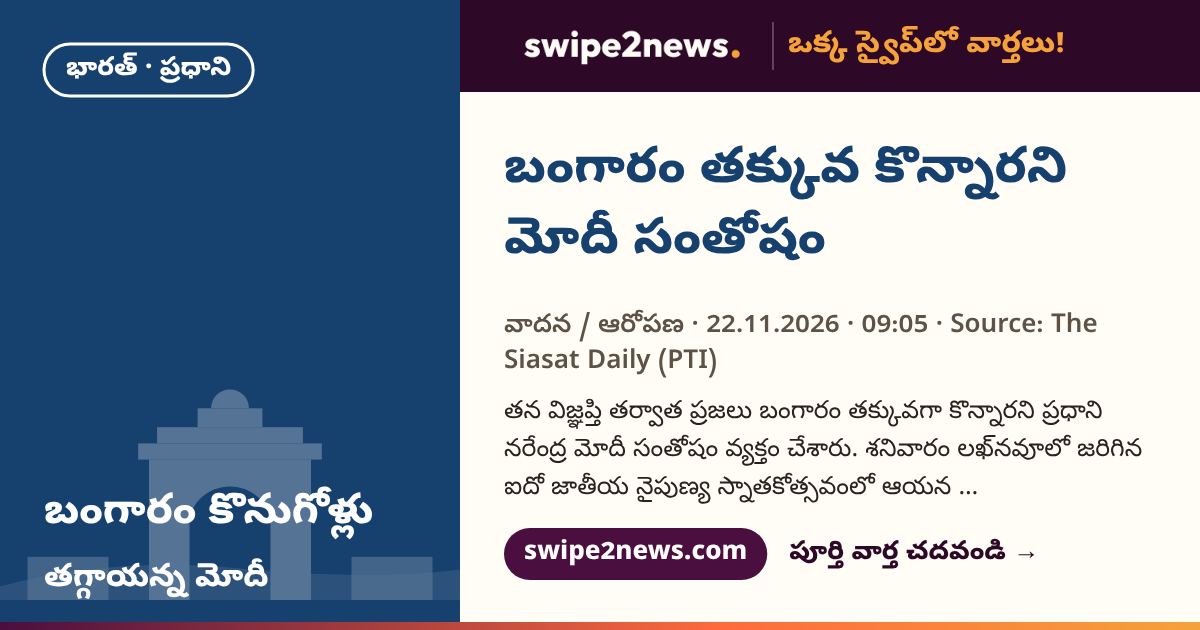 భారత్ · ప్రధాని
బంగారం కొనుగోళ్లు
తగ్గాయన్న మోదీ
swipe2news.
ఒక్క స్వైప్‌లో వార్తలు!
బంగారం తక్కువ కొన్నారని
మోదీ సంతోషం
వాదన / ఆరోపణ · 22.11.2026 · 09:05 · Source: The
Siasat Daily (PTI)
తన విజ్ఞప్తి తర్వాత ప్రజలు బంగారం తక్కువగా కొన్నారని ప్రధాని
నరేంద్ర మోదీ సంతోషం వ్యక్తం చేశారు. శనివారం లఖ్‌నవూలో జరిగిన
ఐదో జాతీయ నైపుణ్య స్నాతకోత్సవంలో ఆయన ...
swipe2news.com
పూర్తి వార్త చదవండి →